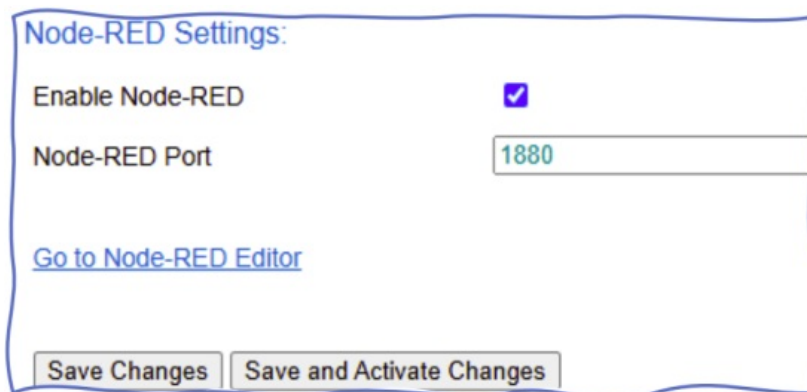 Node-RED Settings:
Enable Node-RED
Node-RED Port 1880
Go to Node-RED Editor
Save Changes Save and Activate Changes